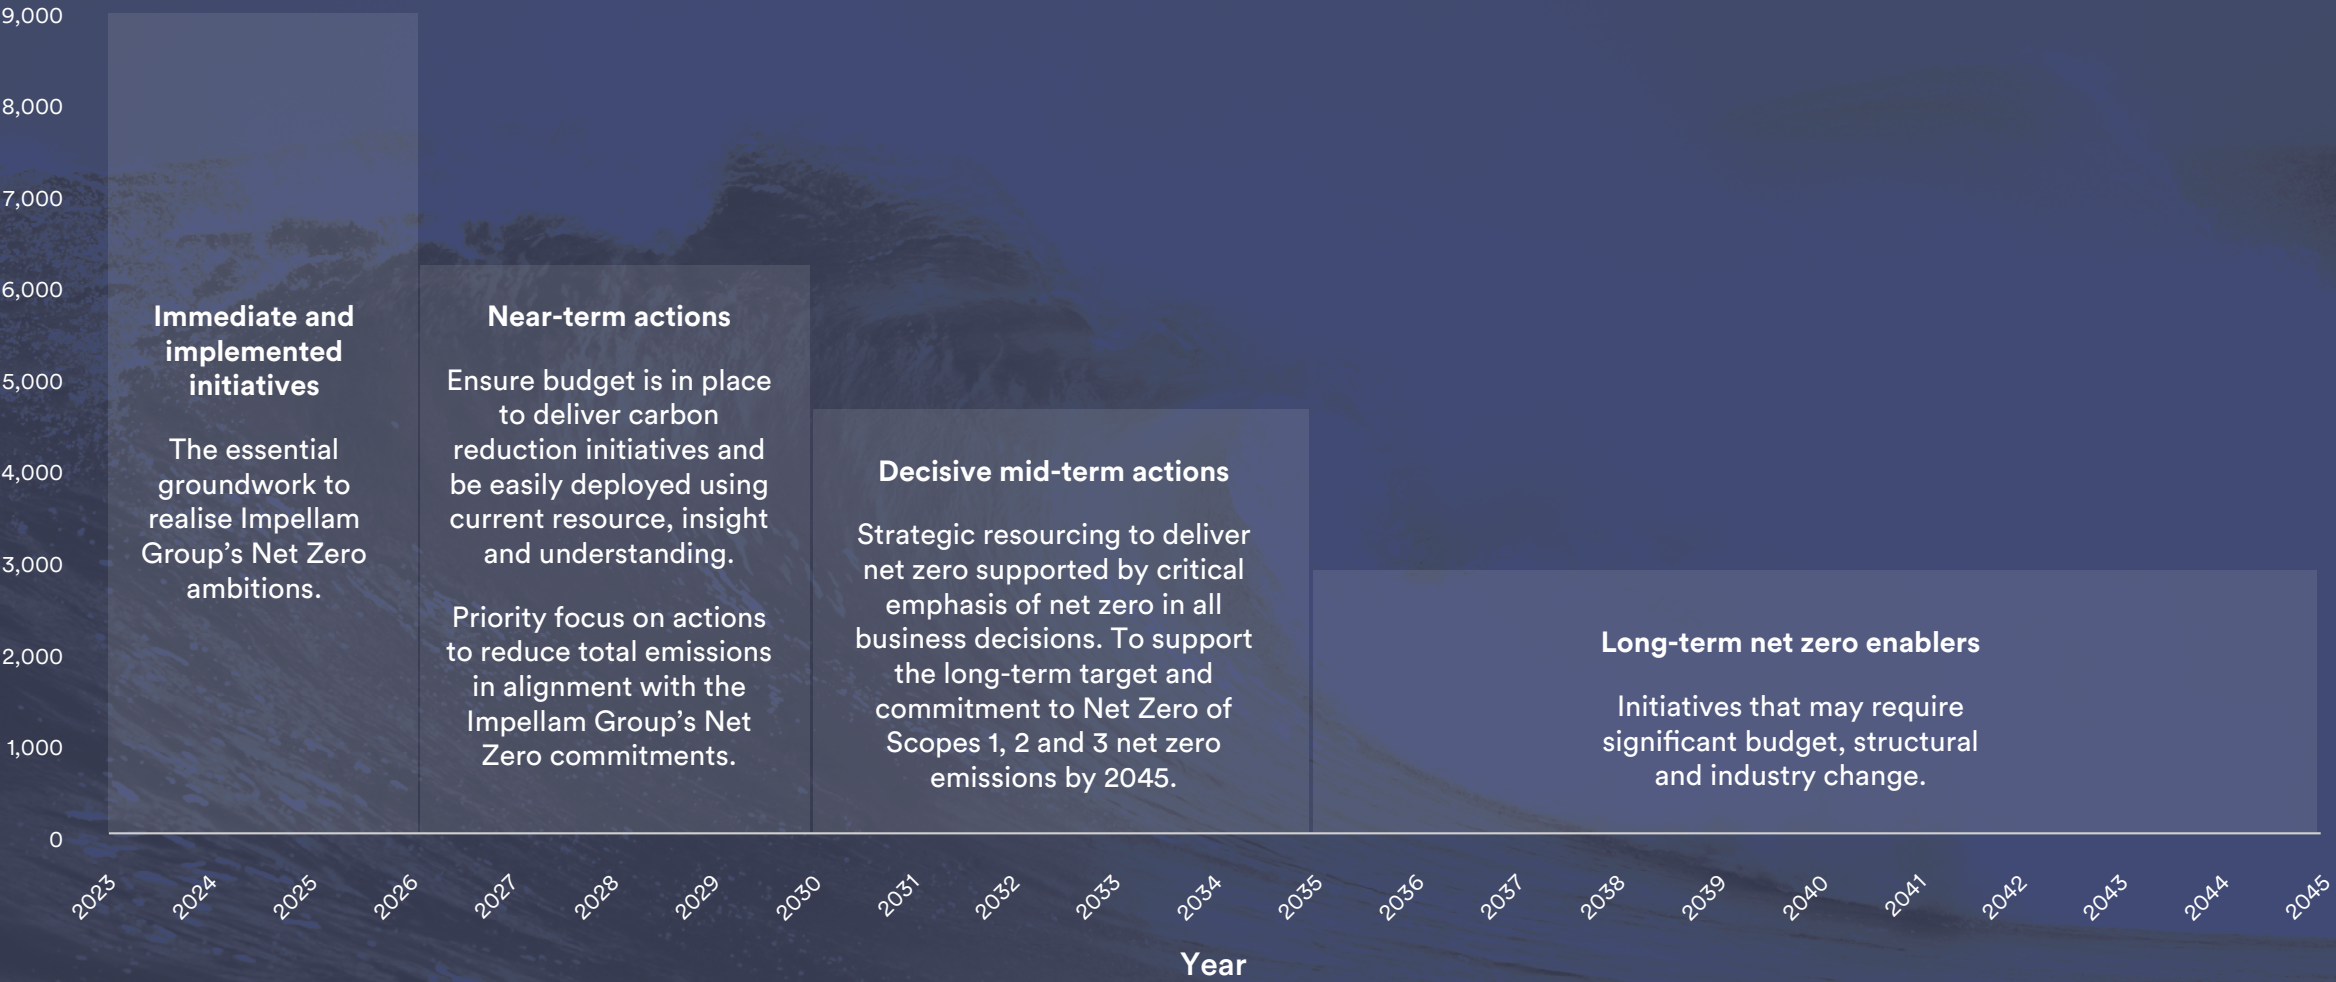 9,000
8,000
7,000
6,000
5,000
4,000
3,000
2,000
1,000
0
Immediate and
implemented
initiatives
The essential
groundwork to
realise Impellam
Group’s Net Zero
ambitions.
Near-term actions
Ensure budget is in place
to deliver carbon
reduction initiatives and
be easily deployed using
current resource, insight
and understanding.
Priority focus on actions
to reduce total emissions
in alignment with the
Impellam Group’s Net
Zero commitments.
Decisive mid-term actions
Strategic resourcing to deliver
net zero supported by critical
emphasis of net zero in all
business decisions. To support
the long-term target and
commitment to Net Zero of
Scopes 1, 2 and 3 net zero
emissions by 2045.
Long-term net zero enablers
Initiatives that may require
significant budget, structural
and industry change.
2023
2024
2025
2026
2027
2028
2029
2030
2031
2032
2033
2034
2035
2036
2037
2038
2039
2040
2041
2042
2043
2044
2045
Year